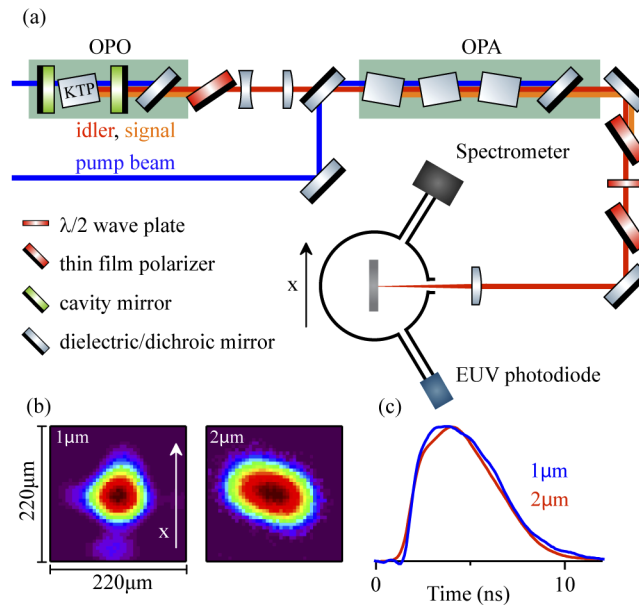 (a)
OPO
OPA
KTP
idler, signal
pump beam
Spectrometer
λ/2 wave plate
thin film polarizer
cavity mirror
dielectric/dichroic mirror
x
EUV photodiode
(b)
(c)
1μm
2μm
220μm
x
220μm
1μm
2μm
0
10
Time (ns)